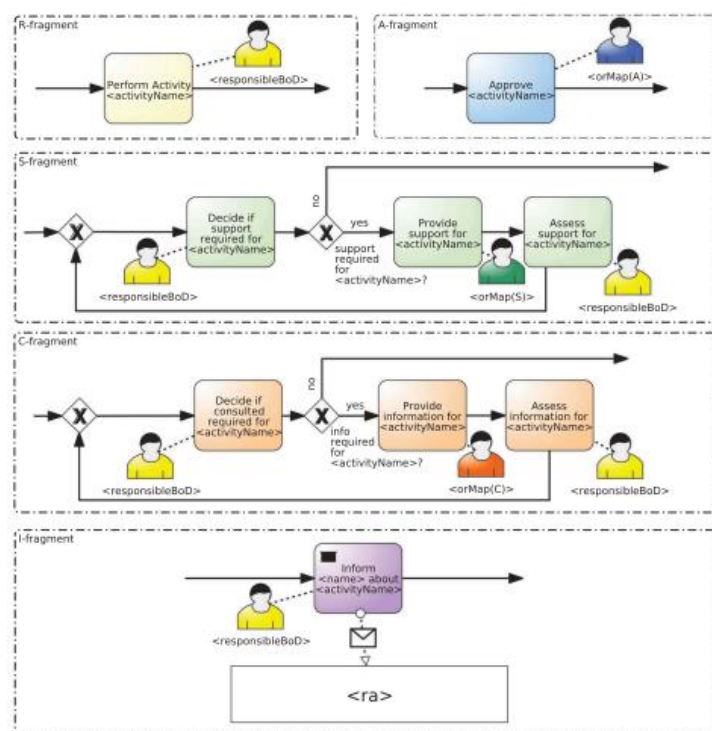 R-fragment
Perform Activity
<activityName>
<responsibleBoD>
A-fragment
Approve
<activityName>
<orMap(A)>
S-fragment
X
Decide if
support
required for
<activityName>
<responsibleBoD>
X
no
yes
support
required
for
<activityName>?
Provide
support for
<activityName>
<orMap(S)>
Assess
support for
<activityName>
<responsibleBoD>
C-fragment
X
Decide if
consulted
required for
<activityName>
<responsibleBoD>
X
no
yes
info
required
for
<activityName>?
Provide
information for
<activityName>
<orMap(C)>
Assess
information for
<activityName>
<responsibleBoD>
I-fragment
Inform
<name> about
<activityName>
<responsibleBoD>
<ra>